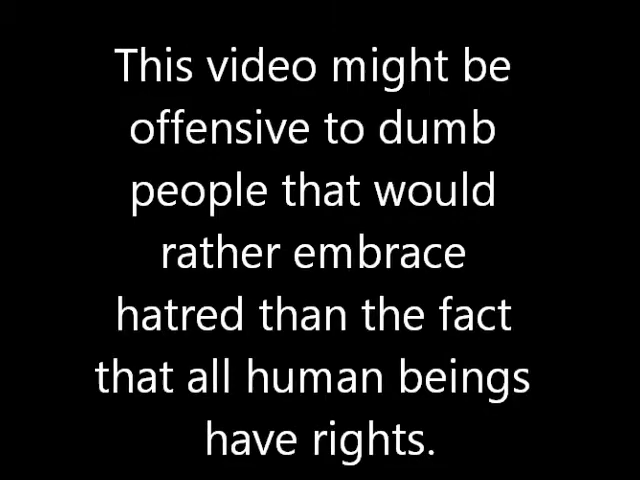 This video might be
offensive to dumb
people that would
rather embrace
hatred than the fact
that all human beings
have rights.